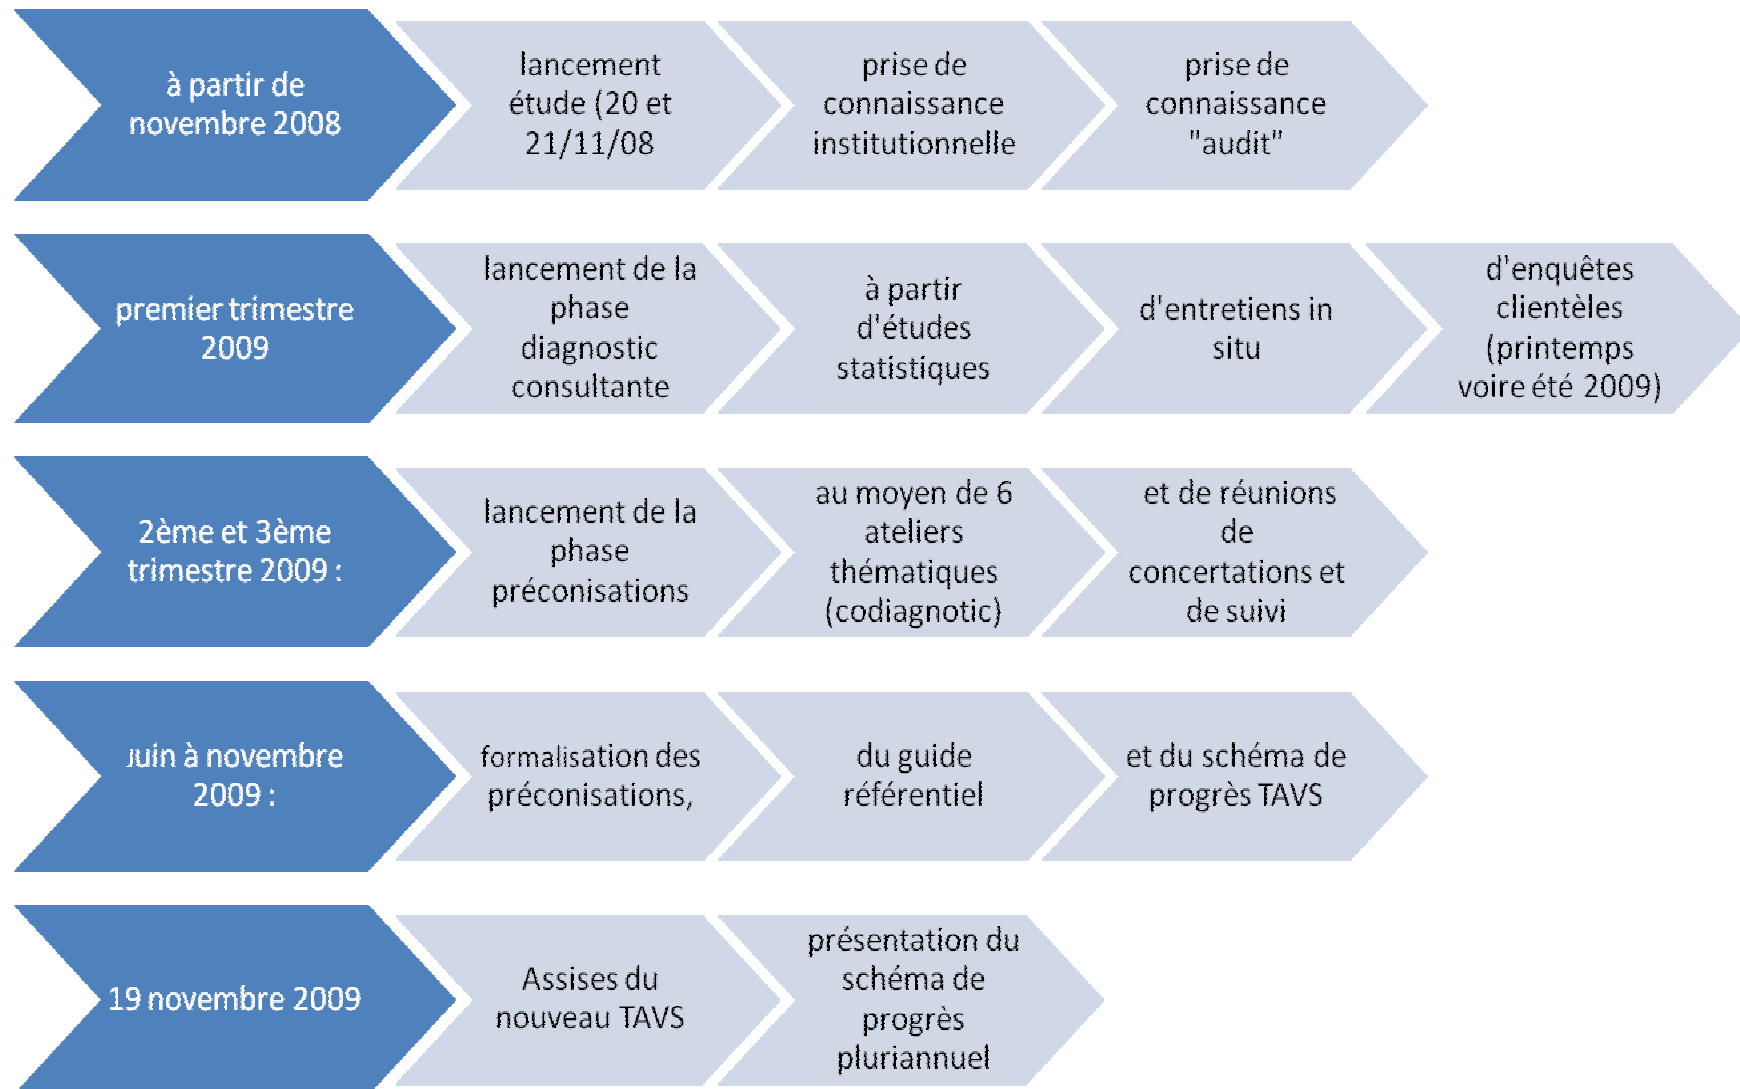 à partir de
novembre 2008
lancement
étude (20 et
21/11/08
prise de
connaissance
institutionnelle
prise de
connaissance
"audit"
premier trimestre
2009
lancement de la
phase
diagnostic
consultante
à partir
d'études
statistiques
d'entretiens in
situ
d'enquêtes
clientèles
(printemps
voire été 2009)
2ème et 3ème
trimestre 2009 :
lancement de la
phase
préconisations
au moyen de 6
ateliers
thématiques
(codiagnotic)
et de réunions
de
concertations et
de suivi
Juin à novembre
2009 :
formalisation des
préconisations,
du guide
référentiel
et du schéma de
progrès TAVS
19 novembre 2009
Assises du
nouveau TAVS
présentation du
schéma de
progrès
pluriannuel